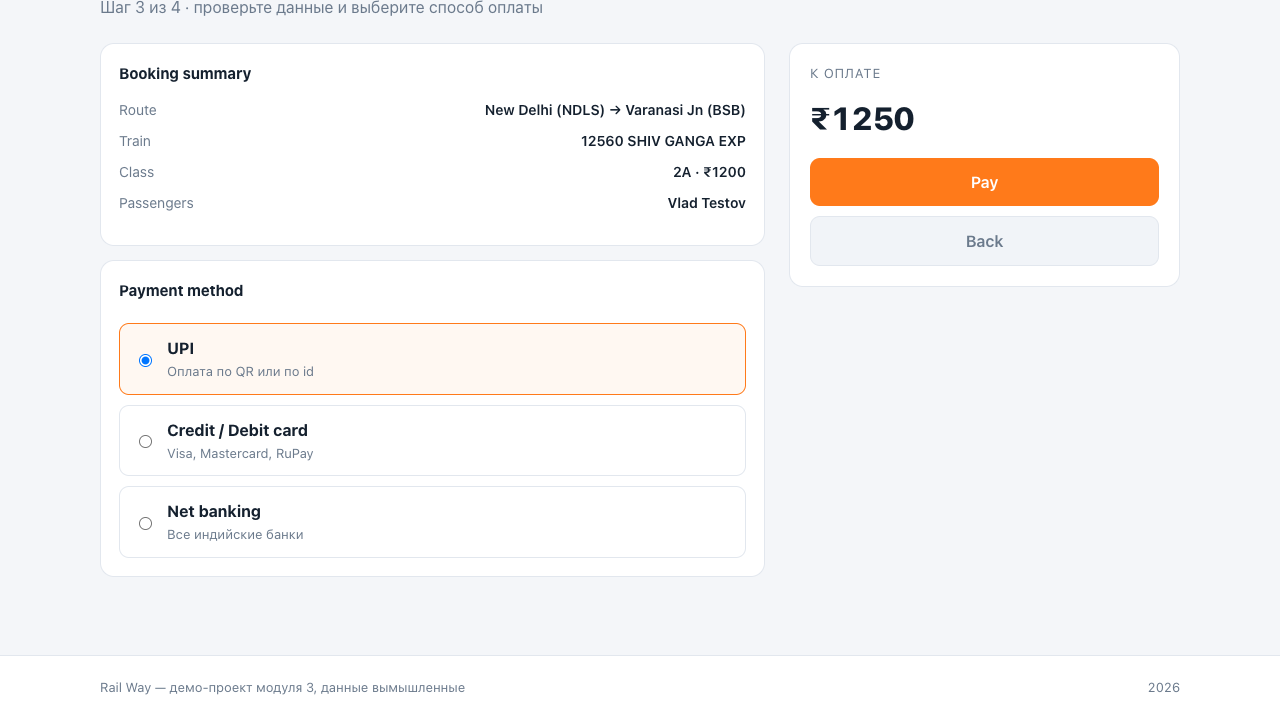 Шаг 3 из 4 · проверьте данные и выберите способ оплаты
Booking summary
Route New Delhi (NDLS) → Varanasi Jn (BSB)
Train 12560 SHIV GANGA EXP
Class 2A · ₹1200
Passengers Vlad Testov
Payment method
UPI
Оплата по QR или по id
Credit / Debit card
Visa, Mastercard, RuPay
Net banking
Все индийские банки
К ОПЛАТЕ
₹1250
Pay
Back
Rail Way — демо-проект модуля 3, данные вымышленные 2026